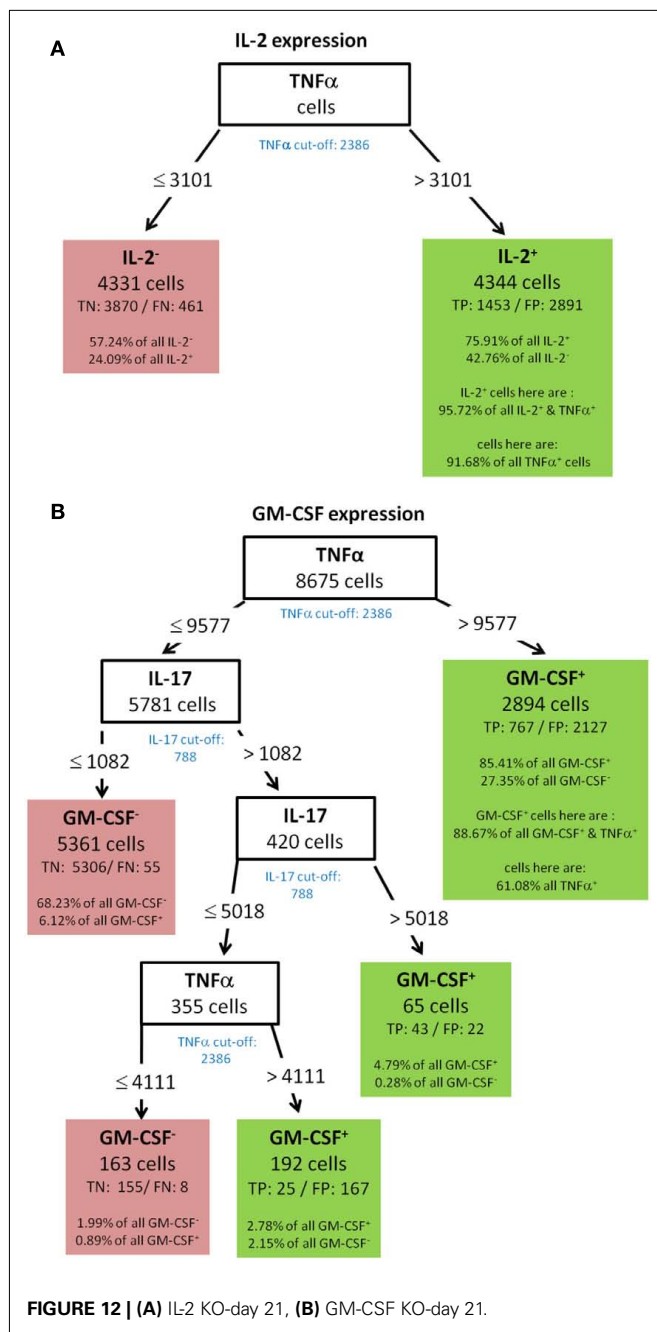 A
IL-2 expression
TNFα
cells
TNFα cut-off: 2386
≤ 3101
> 3101
IL-2⁻
4331 cells
TN: 3870 / FN: 461
57.24% of all IL-2⁻
24.09% of all IL-2⁺
IL-2⁺
4344 cells
TP: 1453 / FP: 2891
75.91% of all IL-2⁺
42.76% of all IL-2⁻
IL-2⁺ cells here are :
95.72% of all IL-2⁺ & TNFα⁺
cells here are:
91.68% of all TNFα⁺ cells
B
GM-CSF expression
TNFα
8675 cells
TNFα cut-off: 2386
≤ 9577
> 9577
IL-17
5781 cells
IL-17 cut-off:
788
≤ 1082
> 1082
GM-CSF⁺
2894 cells
TP: 767 / FP: 2127
85.41% of all GM-CSF⁺
27.35% of all GM-CSF⁻
GM-CSF⁺ cells here are :
88.67% of all GM-CSF⁺ & TNFα⁺
cells here are:
61.08% all TNFα⁺
GM-CSF⁻
5361 cells
TN: 5306/ FN: 55
68.23% of all GM-CSF⁻
6.12% of all GM-CSF⁺
IL-17
420 cells
IL-17 cut-off:
788
≤ 5018
> 5018
TNFα
355 cells
TNFα cut-off:
2386
≤ 4111
> 4111
GM-CSF⁺
65 cells
TP: 43 / FP: 22
4.79% of all GM-CSF⁺
0.28% of all GM-CSF⁻
GM-CSF⁻
163 cells
TN: 155/ FN: 8
1.99% of all GM-CSF⁻
0.89% of all GM-CSF⁺
GM-CSF⁺
192 cells
TP: 25 / FP: 167
2.78% of all GM-CSF⁺
2.15% of all GM-CSF⁻
FIGURE 12 | (A) IL-2 KO-day 21, (B) GM-CSF KO-day 21.